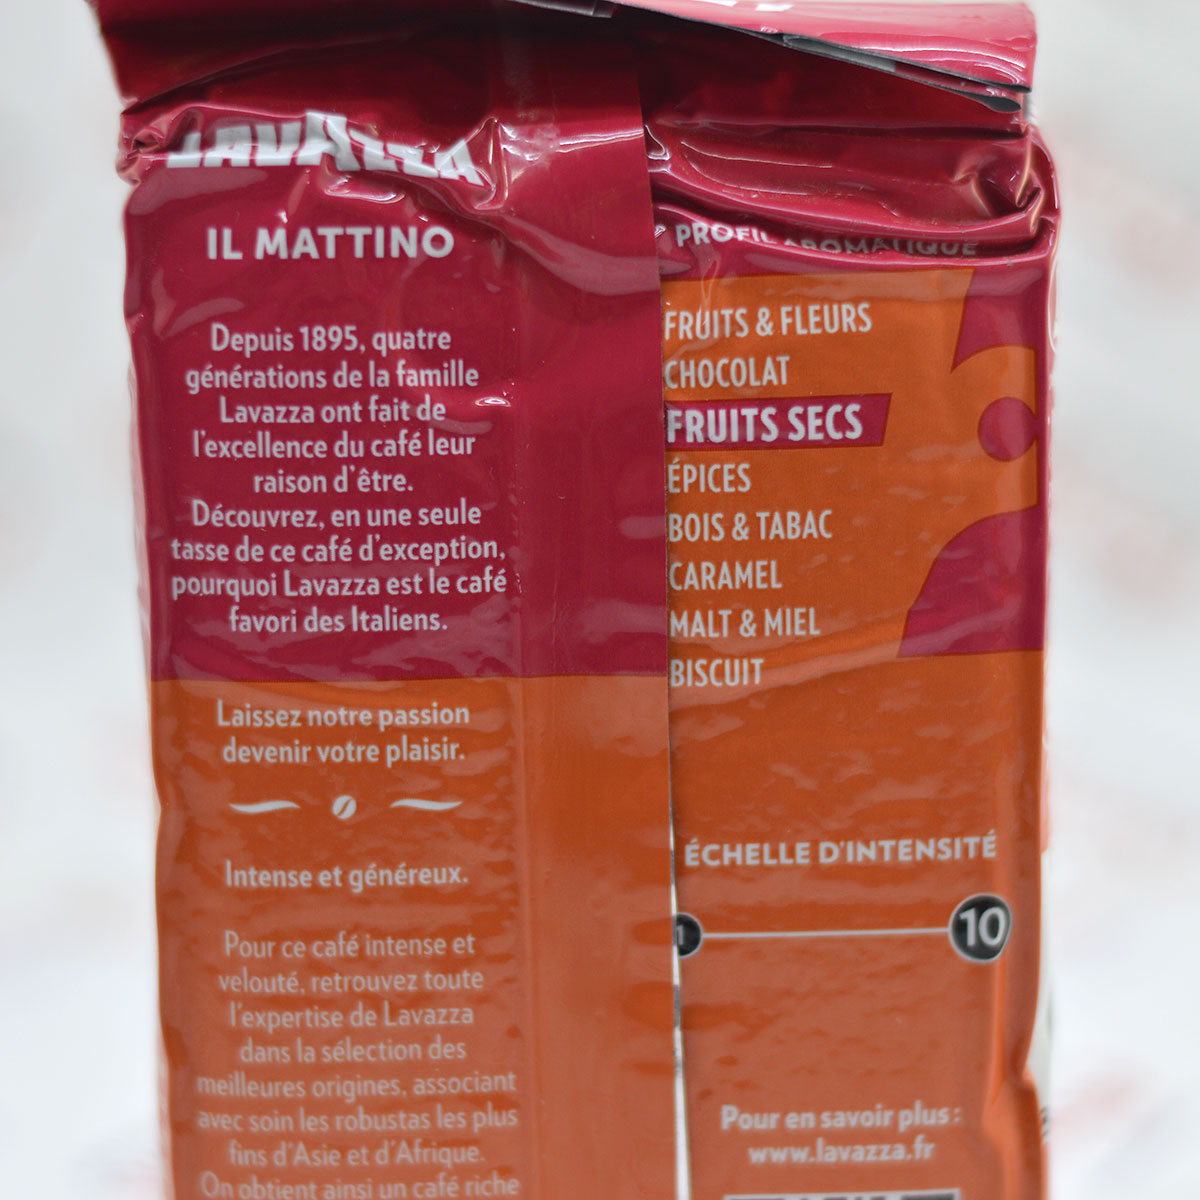 LAVAZZA
IL MATTINO
Depuis 1895, quatre
générations de la famille
Lavazza ont fait de
l'excellence du café leur
raison d'être.
Découvrez, en une seule
tasse de ce café d'exception,
pourquoi Lavazza est le café
favori des Italiens.
Laissez notre passion
devenir votre plaisir.
Intense et généreux.
Pour ce café intense et
velouté, retrouvez toute
l'expertise de Lavazza
dans la sélection des
meilleures origines, associant
avec soin les robustas les plus
fins d'Asie et d'Afrique.
On obtient ainsi un café riche
PROFIL AROMATIQUE
FRUITS & FLEURS
CHOCOLAT
FRUITS SECS
ÉPICES
BOIS & TABAC
CARAMEL
MALT & MIEL
BISCUIT
ÉCHELLE D'INTENSITÉ
1 10
Pour en savoir plus :
www.lavazza.fr